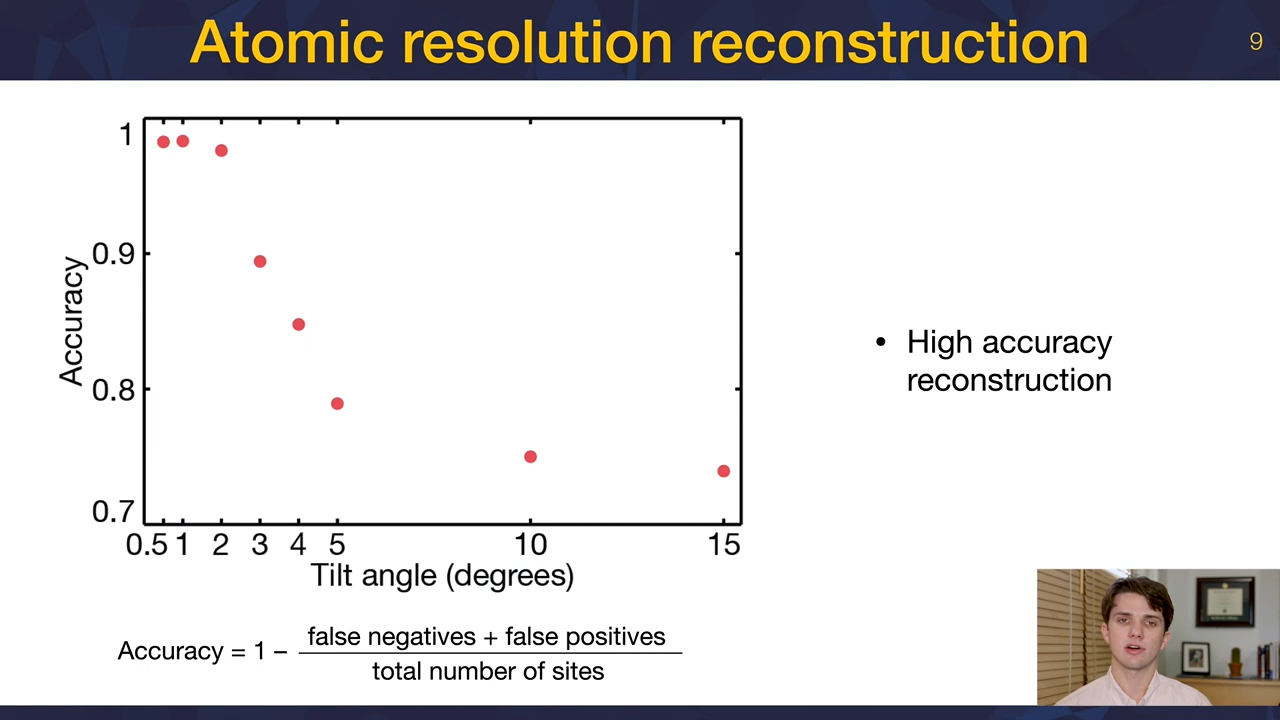 Atomic resolution reconstruction
9
1
0.9
0.8
0.7
Accuracy
0.5 1 2 3 4 5 10 15
Tilt angle (degrees)
Accuracy = 1 – false negatives + false positives
total number of sites
• High accuracy
reconstruction